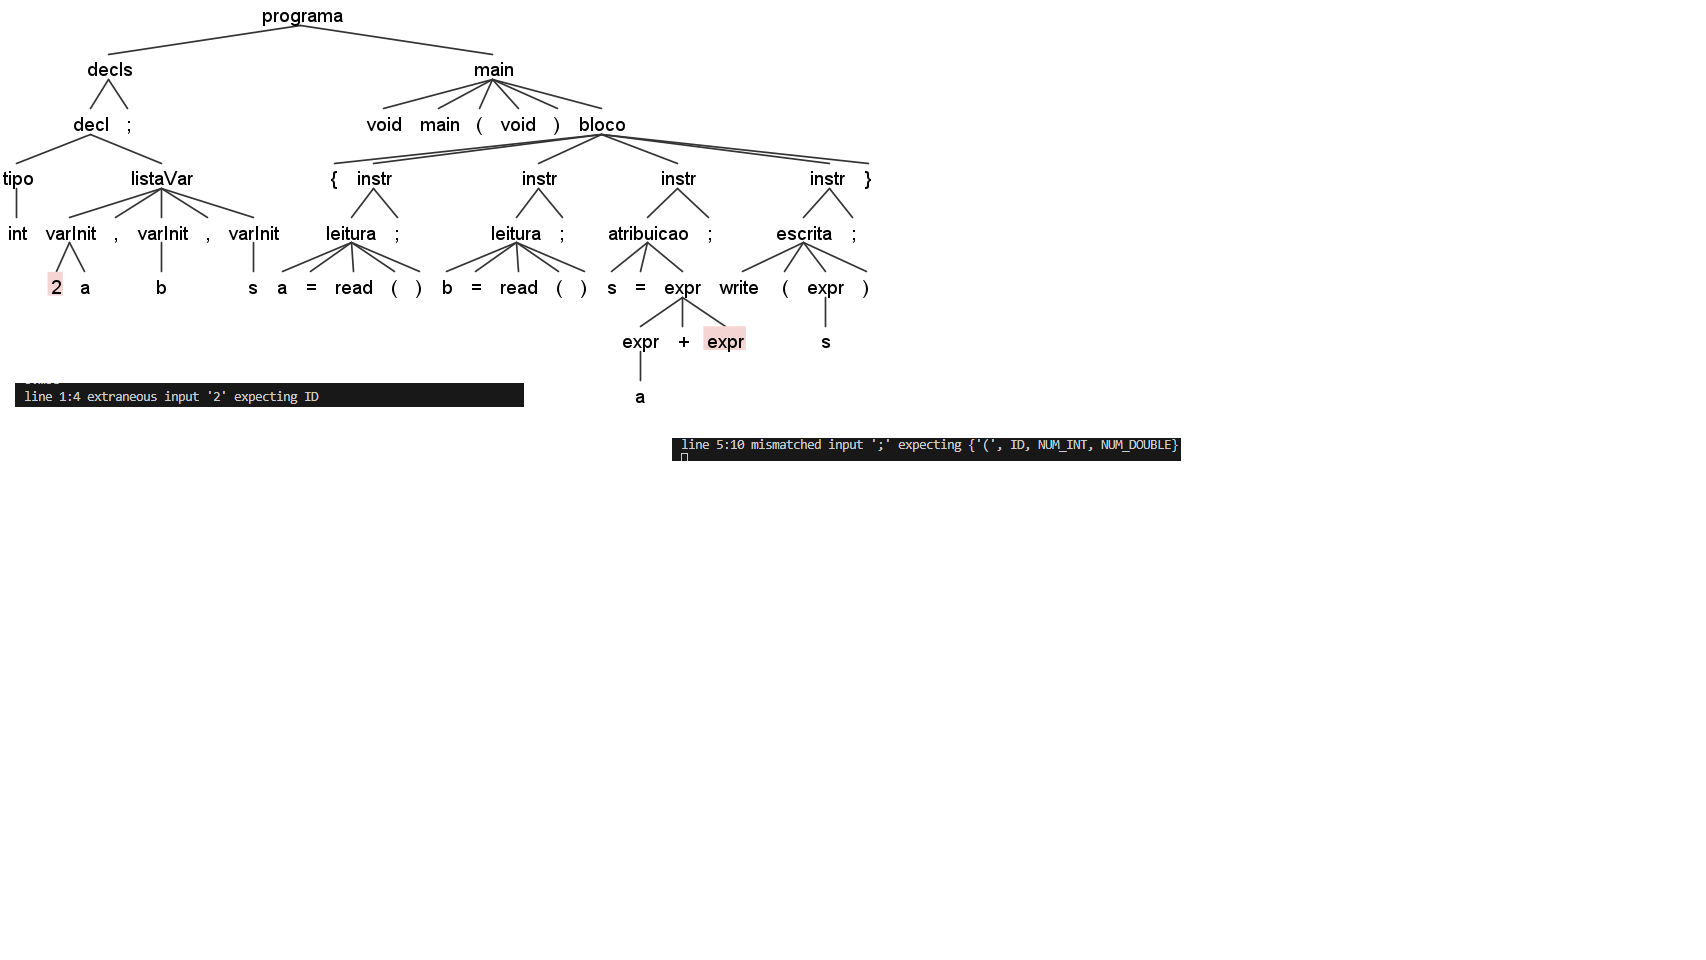 programa
decls main
decl ; void main ( void ) bloco
tipo listaVar { instr instr instr instr }
int varInit , varInit , varInit leitura ; leitura ; atribuicao ; escrita ;
2 a b s a = read ( ) b = read ( ) s = expr write ( expr )
expr + expr s
a
line 1:4 extraneous input '2' expecting ID
line 5:10 mismatched input ';' expecting {'(', ID, NUM_INT, NUM_DOUBLE}